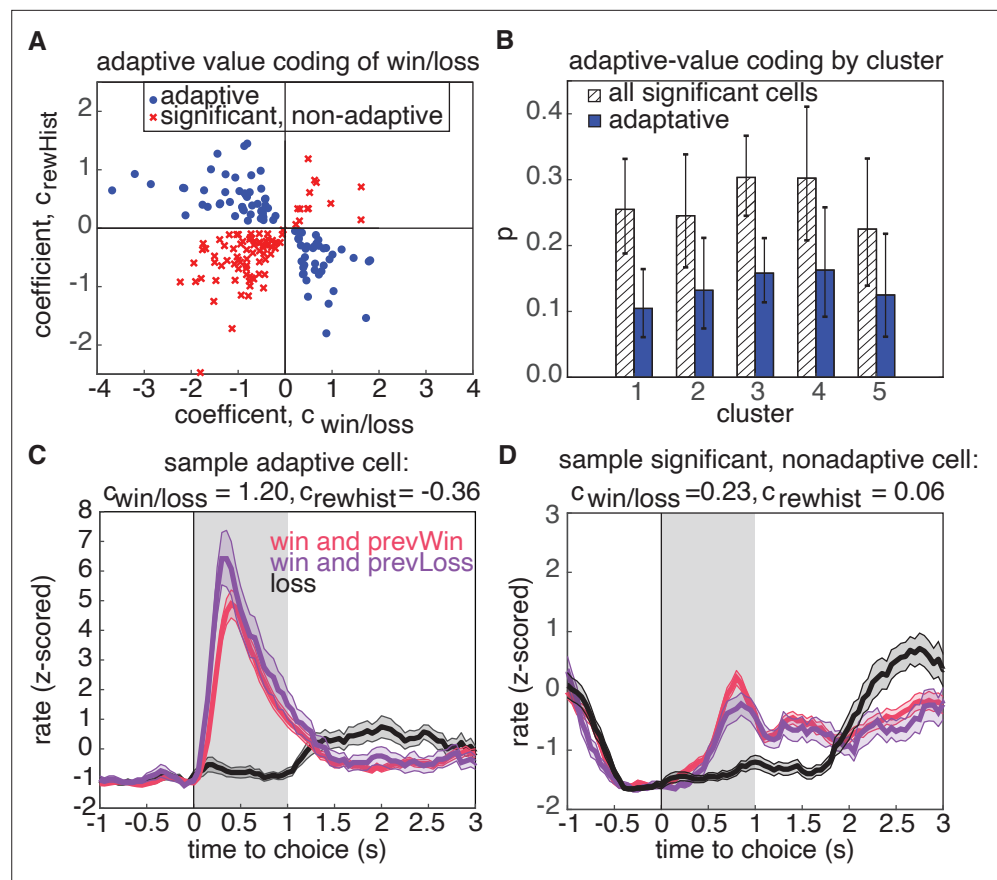 A
adaptive value coding of win/loss
adaptive
significant, non-adaptive
coefficient, c rewHist
2
1
0
-1
-2
-4
-3
-2
-1
0
1
2
3
4
coefficent, c win/loss
B
adaptive-value coding by cluster
all significant cells
adaptative
p
0.4
0.3
0.2
0.1
0.0
1
2
3
4
5
cluster
C
sample adaptive cell:
c win/loss = 1.20, c rewhist = -0.36
win and prevWin
win and prevLoss
loss
rate (z-scored)
8
7
6
5
4
3
2
1
0
-1
-2
-1
-0.5
0
0.5
1
1.5
2
2.5
3
time to choice (s)
D
sample significant, nonadaptive cell:
c win/loss =0.23, c rewhist = 0.06
rate (z-scored)
3
2
1
0
-1
-2
-1
-0.5
0
0.5
1
1.5
2
2.5
3
time to choice (s)